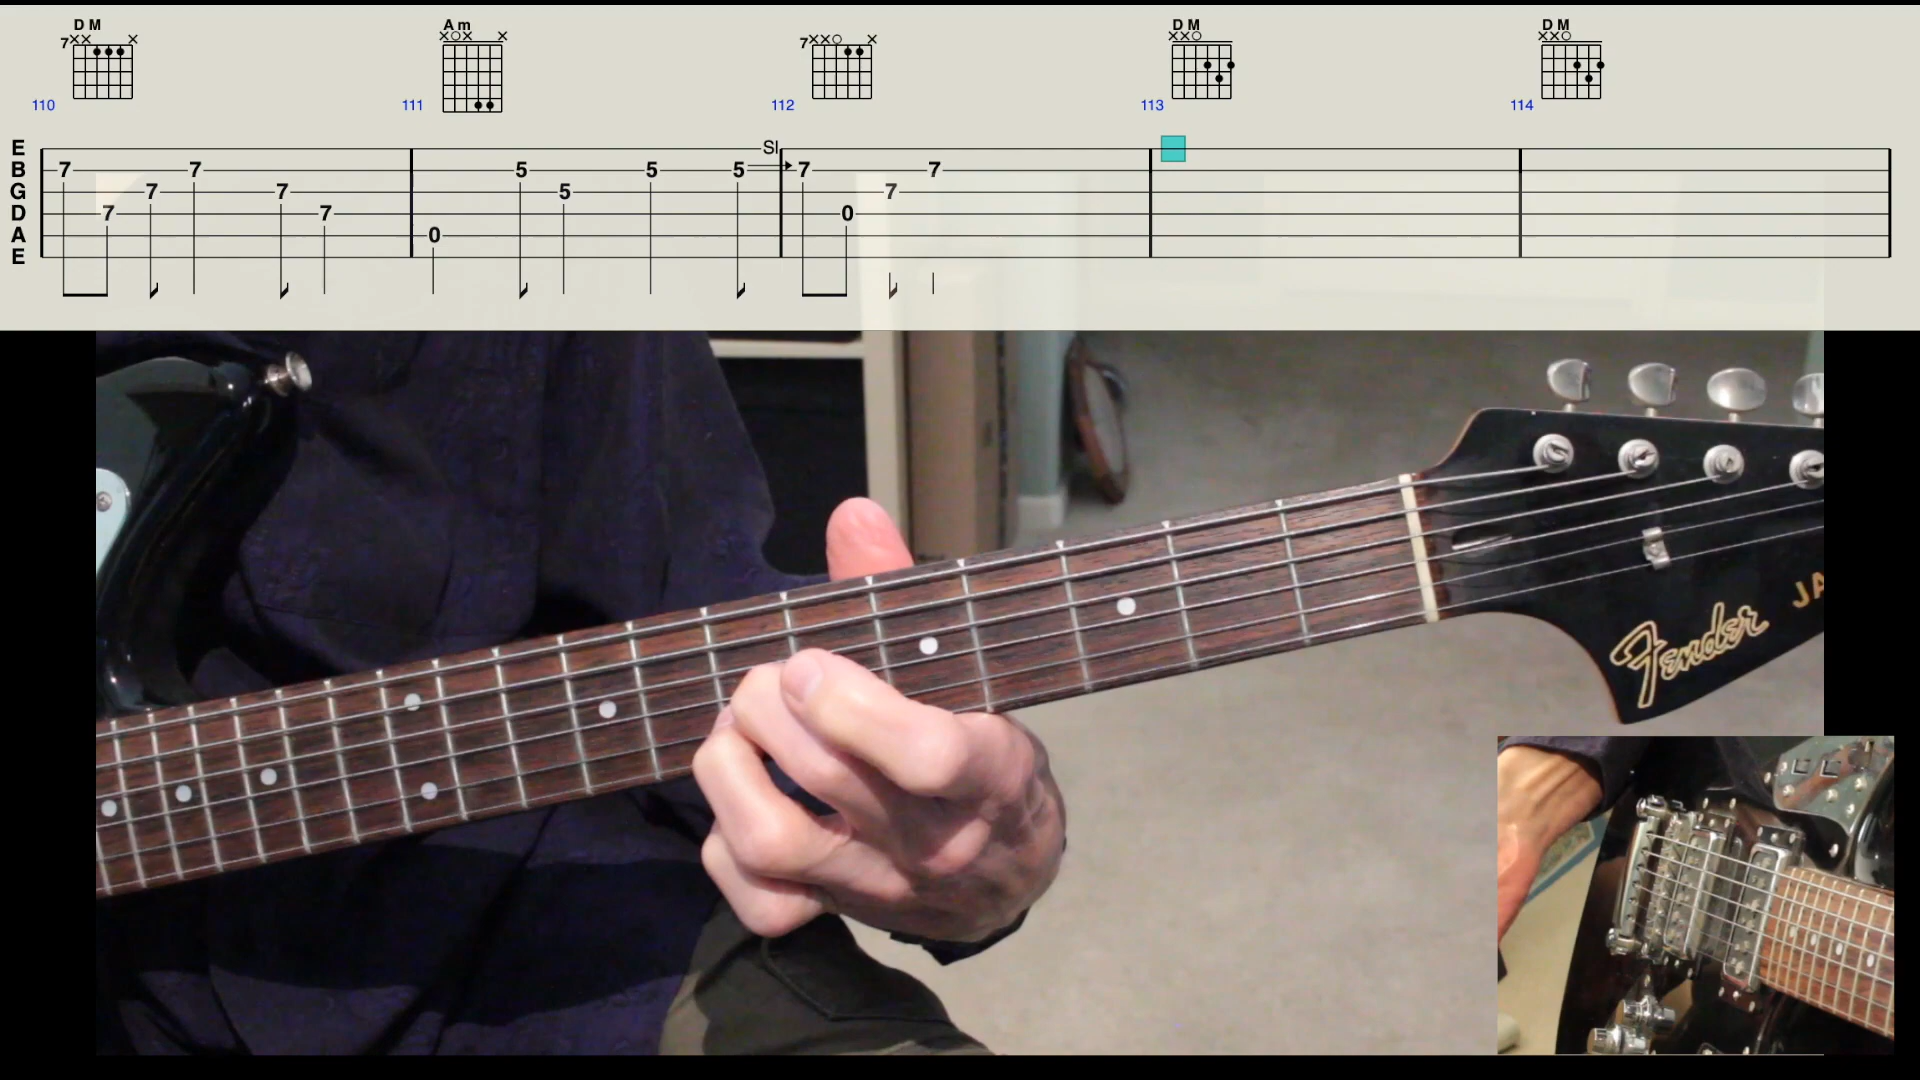 D M
A m
D M
D M
7××  ×
×○×  ×
7××○  ×
××○
××○
110
111
112
113
114
E
Sl
B 7 7 5 5 5 7 7
G 7 7 5 7
D 7 7 0
A 0
E
Fender JA